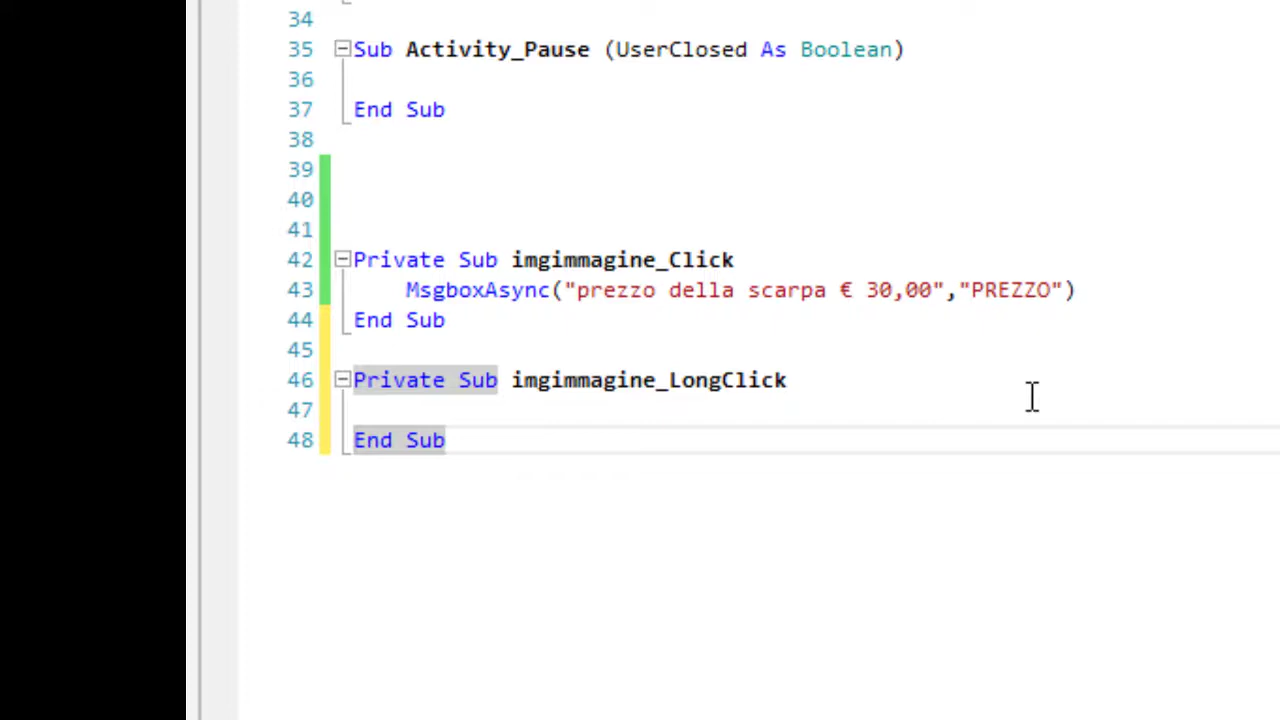 34
35 Sub Activity_Pause (UserClosed As Boolean)
36
37 End Sub
38
39
40
41
42 Private Sub imgimmagine_Click
43 MsgboxAsync("prezzo della scarpa € 30,00","PREZZO")
44 End Sub
45
46 Private Sub imgimmagine_LongClick
47
48 End Sub